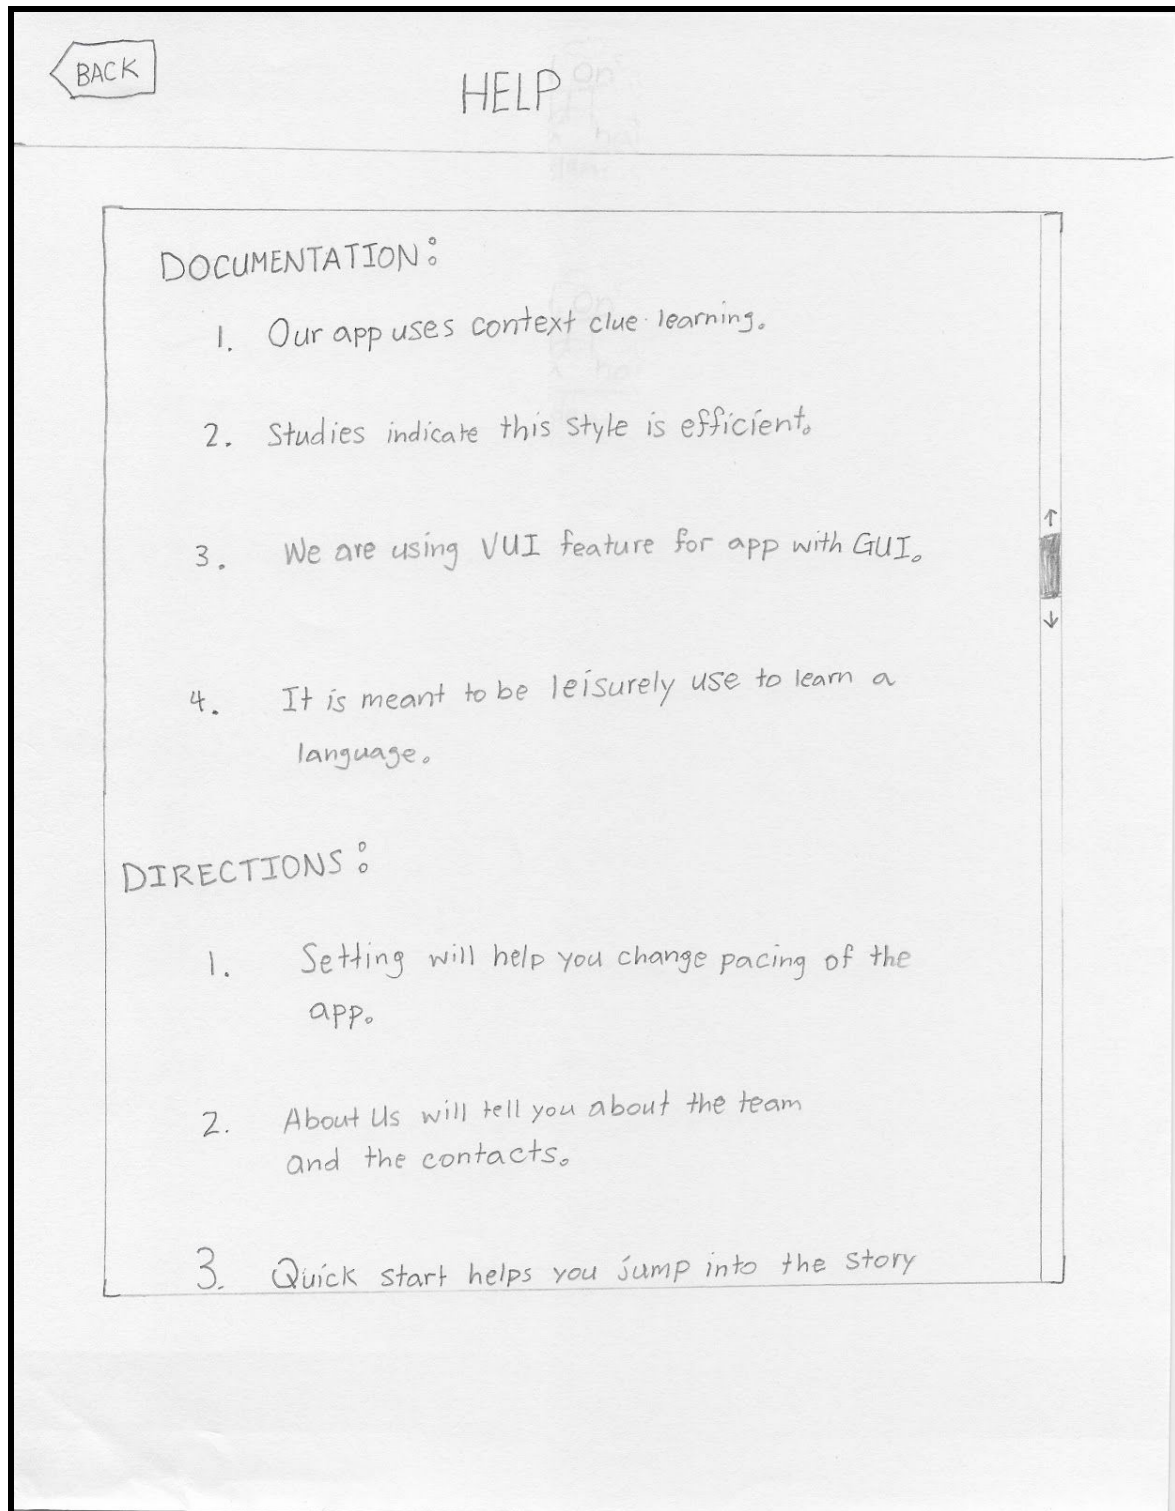 BACK
HELP
DOCUMENTATION:
1. Our app uses context clue learning.
2. Studies indicate this style is efficient.
3. We are using VUI feature for app with GUI.
4. It is meant to be leisurely use to learn a
language.
DIRECTIONS:
1. Setting will help you change pacing of the
app.
2. About Us will tell you about the team
and the contacts.
3. Quick start helps you jump into the story